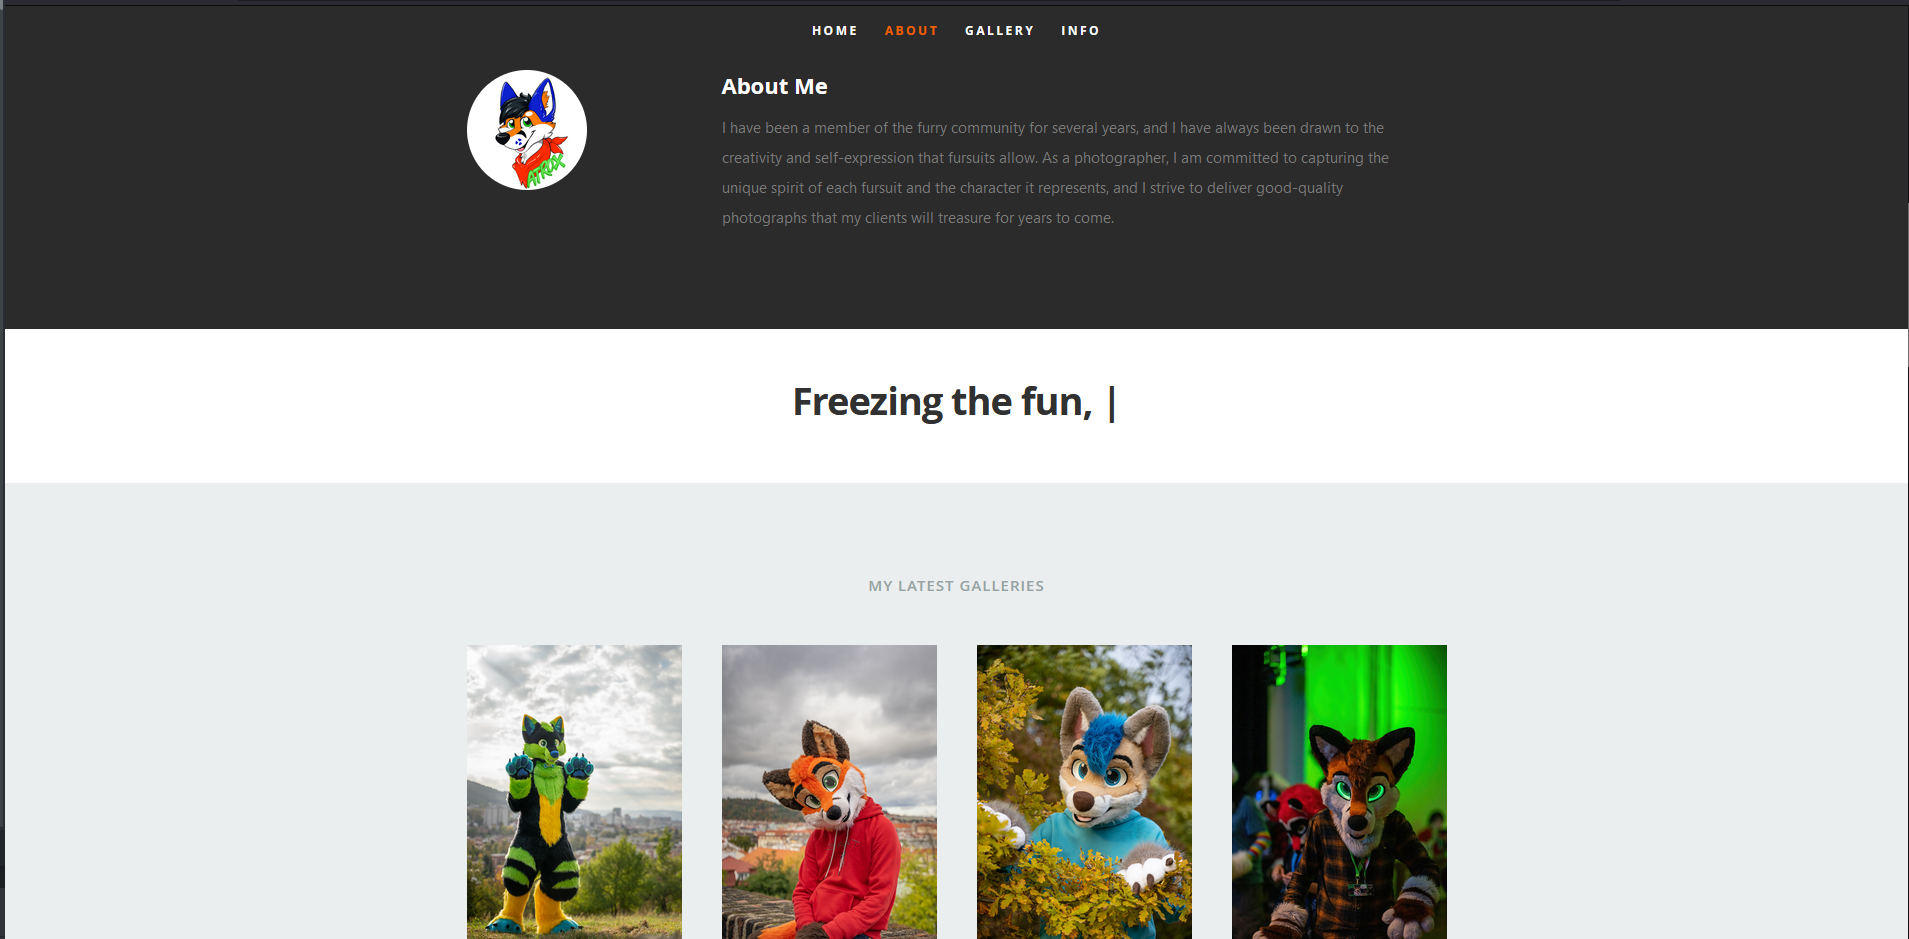 HOME ABOUT GALLERY INFO
ATROX
About Me
I have been a member of the furry community for several years, and I have always been drawn to the
creativity and self-expression that fursuits allow. As a photographer, I am committed to capturing the
unique spirit of each fursuit and the character it represents, and I strive to deliver good-quality
photographs that my clients will treasure for years to come.
Freezing the fun, |
MY LATEST GALLERIES